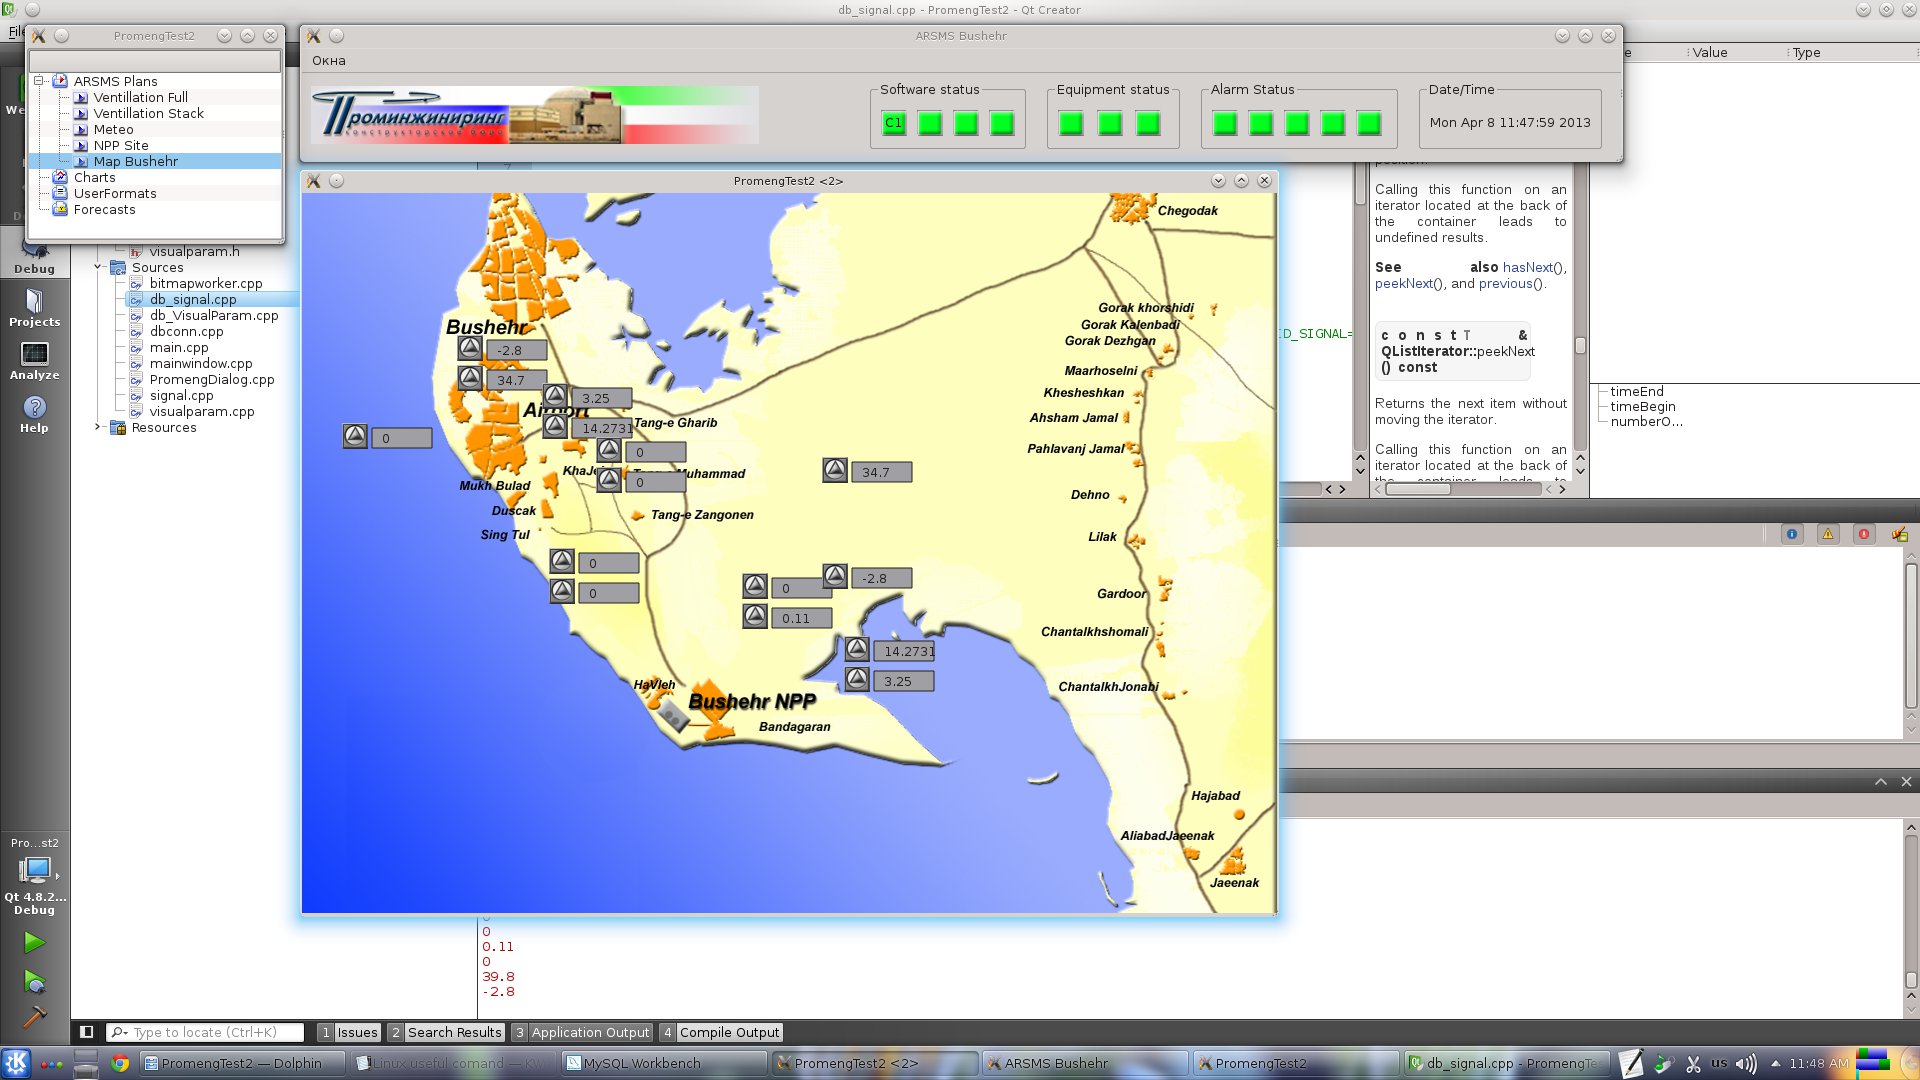 db_signal.cpp - PromengTest2 - Qt Creator
PromengTest2
ARSMS Plans
Ventillation Full
Ventillation Stack
Meteo
NPP Site
Map Bushehr
Charts
UserFormats
Forecasts
ARSMS Bushehr
Окна
Проминжиниринг
конструкторское бюро
Software status
C1
Equipment status
Alarm Status
Date/Time
Mon Apr 8 11:47:59 2013
Value
Type
visualparam.h
Sources
bitmapworker.cpp
db_signal.cpp
db_VisualParam.cpp
dbconn.cpp
main.cpp
mainwindow.cpp
PromengDialog.cpp
signal.cpp
visualparam.cpp
Resources
Debug
Projects
Analyze
Help
Pro...st2
Qt 4.8.2...
Debug
PromengTest2 <2>
Chegodak
Gorak khorshidi
Gorak Kalenbadi
Gorak Dezhgan
Bushehr
-2.8
34.7
Maarhoselni
Khesheshkan
3.25
Airport
Ahsham Jamal
14.2731
Tang-e Gharib
0
0
Pahlavanj Jamal
34.7
0
Mukh Bulad
Dehno
Duscak
Tang-e Zangonen
Sing Tul
Lilak
0
0
0
-2.8
Gardoor
0.11
Chantalkhshomali
14.2731
3.25
HaVleh
ChantalkhJonabi
Bushehr NPP
Bandagaran
Hajabad
AliabadJaeenak
Jaeenak
Calling this function on an
iterator located at the back of
the container leads to
undefined results.
See also hasNext(),
peekNext(), and previous().
const T &
QListIterator::peekNext
() const
Returns the next item without
moving the iterator.
Calling this function on an
iterator located at the back of
ID_SIGNAL=
timeEnd
timeBegin
numberO...
0
0.11
0
39.8
-2.8
Type to locate (Ctrl+K)
1 Issues
2 Search Results
3 Application Output
4 Compile Output
PromengTest2 — Dolphin
Linux useful comand — KW
MySQL Workbench
PromengTest2 <2>
ARSMS Bushehr
PromengTest2
db_signal.cpp - PromengTes
us
11:48 AM